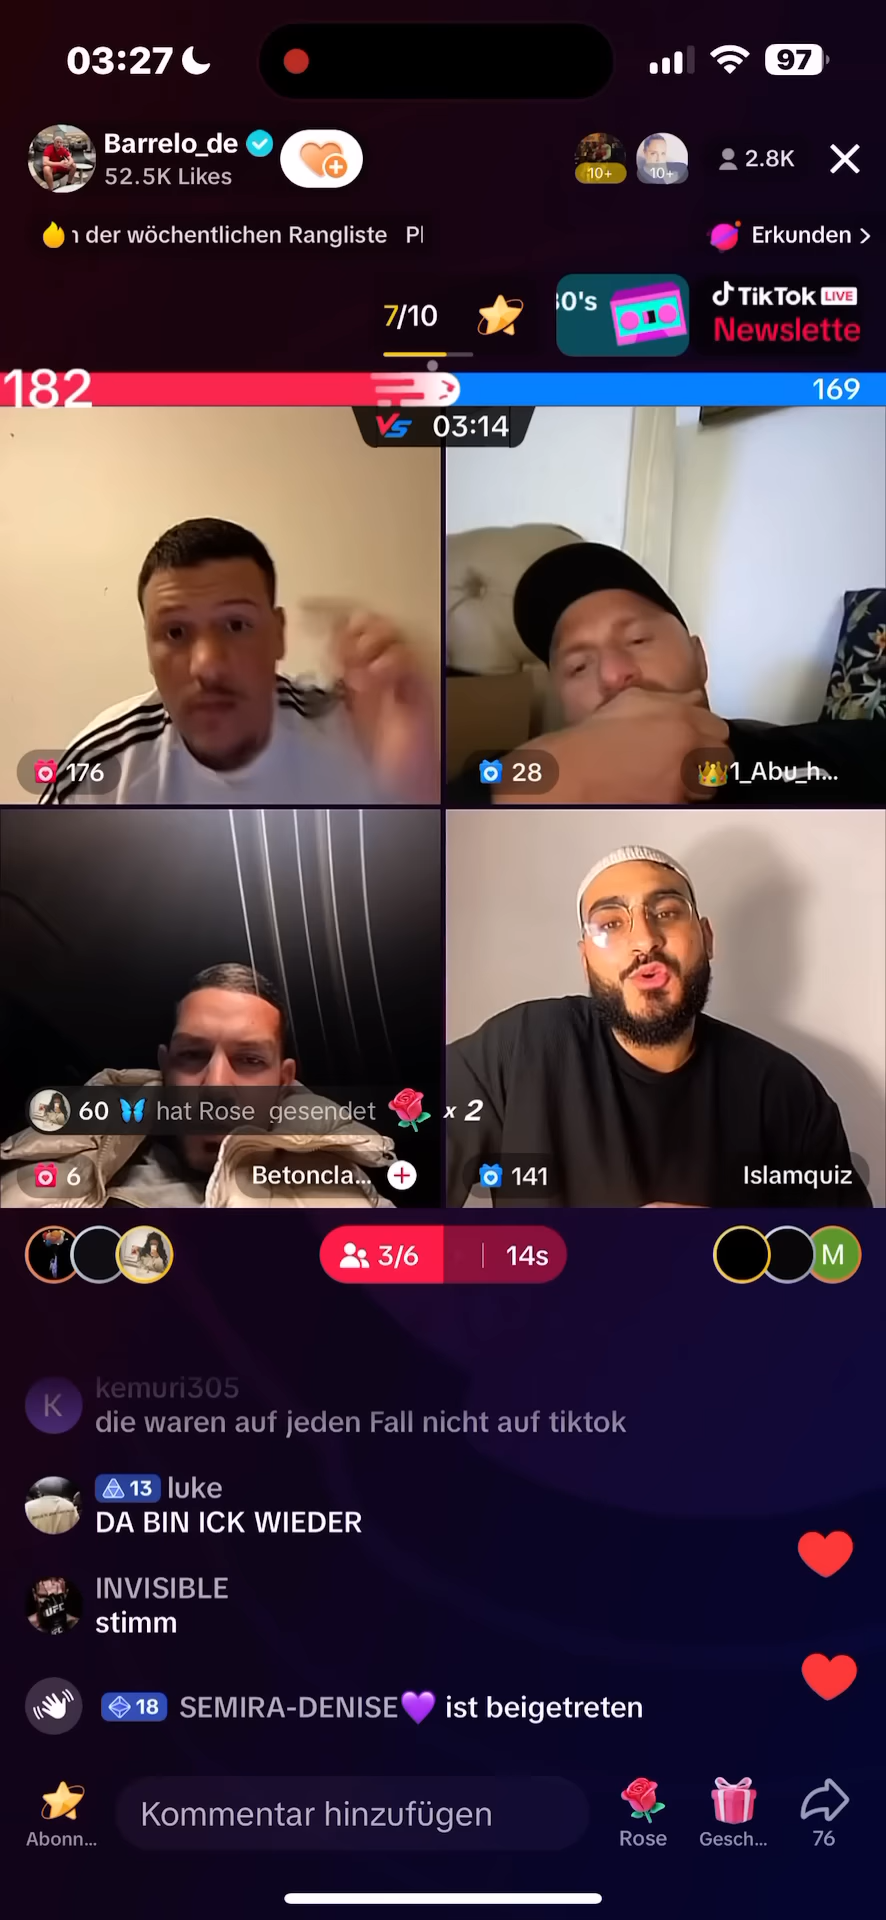 03:27
97
Barrelo_de
52.5K Likes
10+
10+
2.8K
n der wöchentlichen Rangliste
Erkunden >
7/10
80's
TikTok LIVE
Newslette
182
169
VS 03:14
176
28
1_Abu_h...
60 hat Rose gesendet x 2
6
Betoncla...
141
Islamquiz
3/6
14s
M
K
kemuri305
die waren auf jeden Fall nicht auf tiktok
13 luke
DA BIN ICK WIEDER
UFC
INVISIBLE
stimm
18 SEMIRA-DENISE💜 ist beigetreten
Kommentar hinzufügen
Abonn...
Rose
Gesch...
76